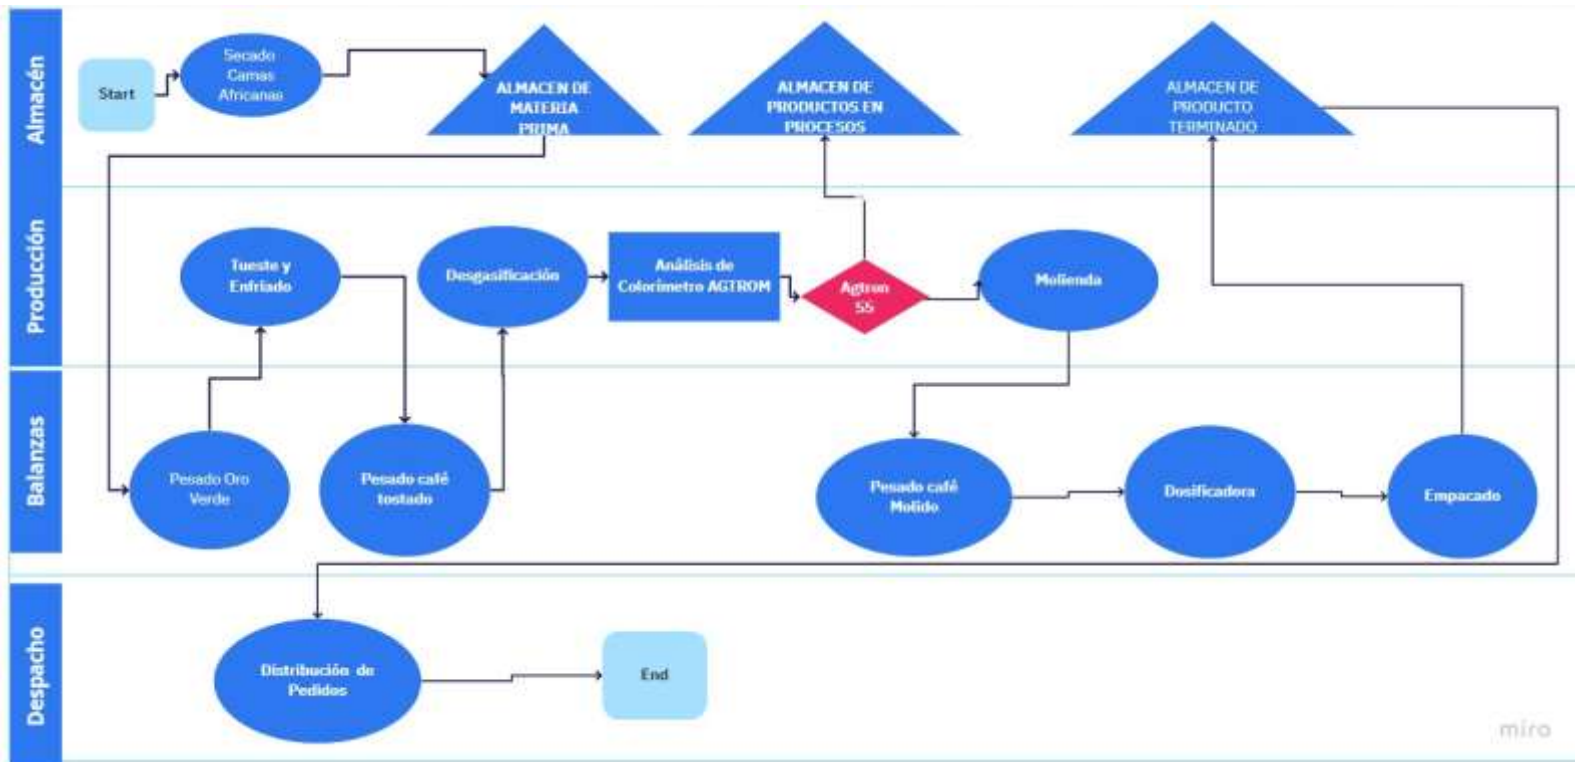 Almacén
Start
Secado
Camas
Africanas
ALMACEN DE
MATERIA
PRIMA
ALMACEN DE
PRODUCTOS EN
PROCESOS
ALMACEN DE
PRODUCTO
TERMINADO
Producción
Tueste y
Enfriado
Desgasificación
Análisis de
Colorimetro AGTROM
Agtron
55
Molienda
Balanzas
Pesado Oro
Verde
Pesado café
tostado
Pesado café
Molido
Dosificadora
Empacado
Despacho
Distribución de
Pedidos
End
miro